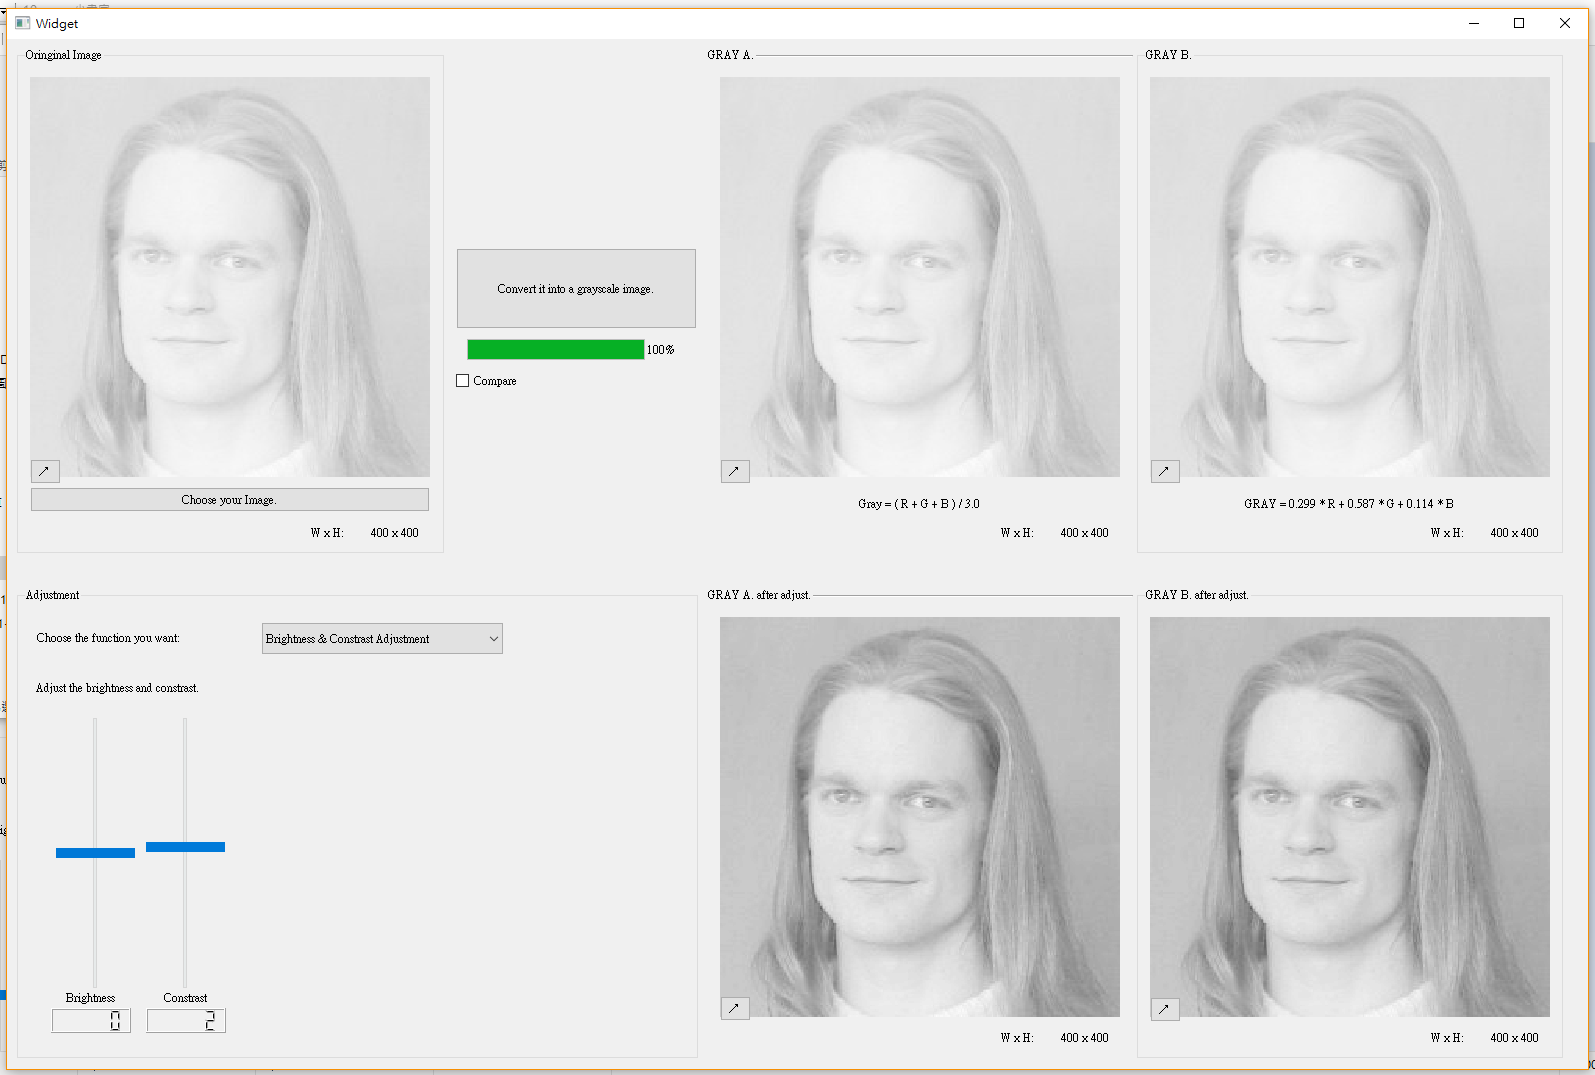 Widget
Oringinal Image
Choose your Image.
W x H: 400 x 400
Convert it into a grayscale image.
100%
Compare
GRAY A.
Gray = ( R + G + B ) / 3.0
W x H: 400 x 400
GRAY B.
GRAY = 0.299 * R + 0.587 * G + 0.114 * B
W x H: 400 x 400
Adjustment
Choose the function you want:
Brightness & Constrast Adjustment
Adjust the brightness and constrast.
Brightness
Constrast
0
2
GRAY A. after adjust.
W x H: 400 x 400
GRAY B. after adjust.
W x H: 400 x 400